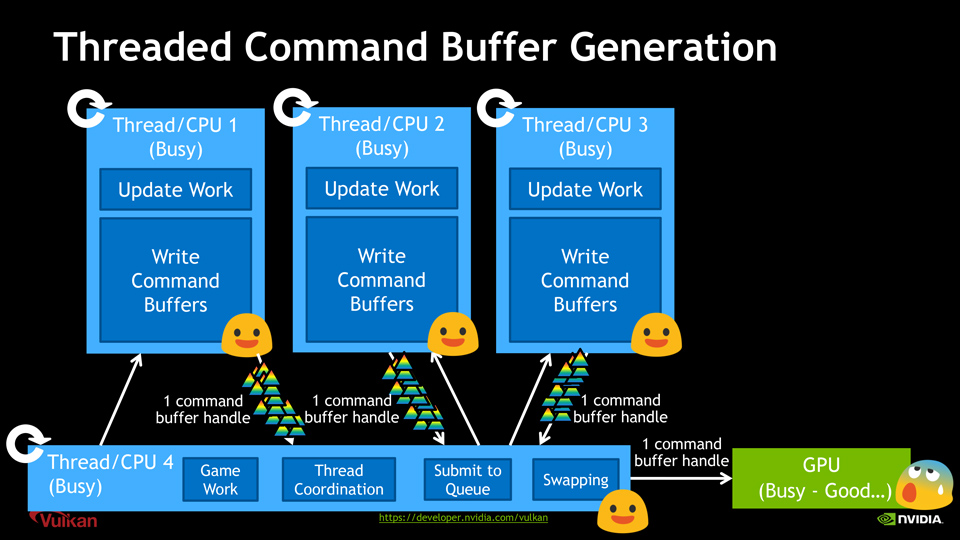 Threaded Command Buffer Generation
Thread/CPU 1
(Busy)
Update Work
Write
Command
Buffers
Thread/CPU 2
(Busy)
Update Work
Write
Command
Buffers
Thread/CPU 3
(Busy)
Update Work
Write
Command
Buffers
1 command
buffer handle
1 command
buffer handle
1 command
buffer handle
Thread/CPU 4
(Busy)
Game
Work
Thread
Coordination
Submit to
Queue
Swapping
1 command
buffer handle
GPU
(Busy - Good…)
Vulkan
https://developer.nvidia.com/vulkan
NVIDIA.